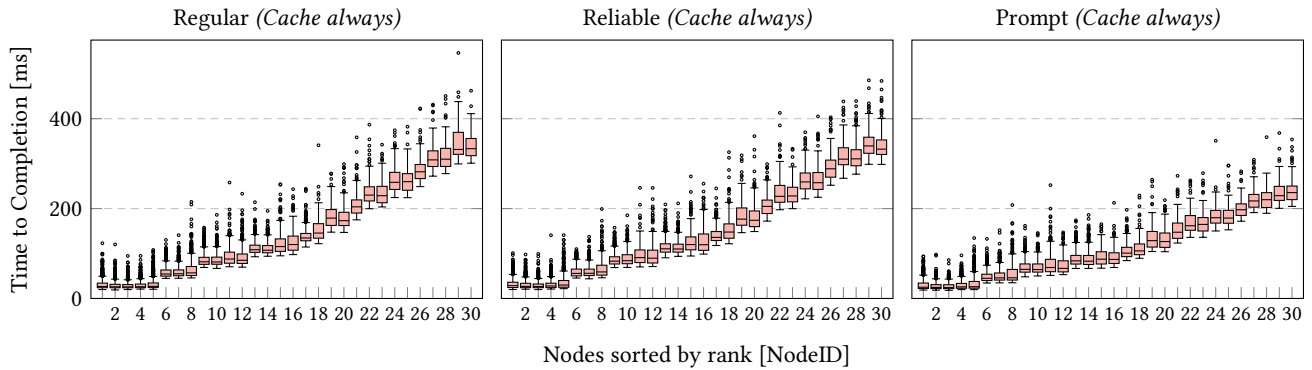 Regular (Cache always)
Reliable (Cache always)
Prompt (Cache always)
Time to Completion [ms]
400
200
0
2 4 6 8 10 12 14 16 18 20 22 24 26 28 30
2 4 6 8 10 12 14 16 18 20 22 24 26 28 30
2 4 6 8 10 12 14 16 18 20 22 24 26 28 30
Nodes sorted by rank [NodeID]